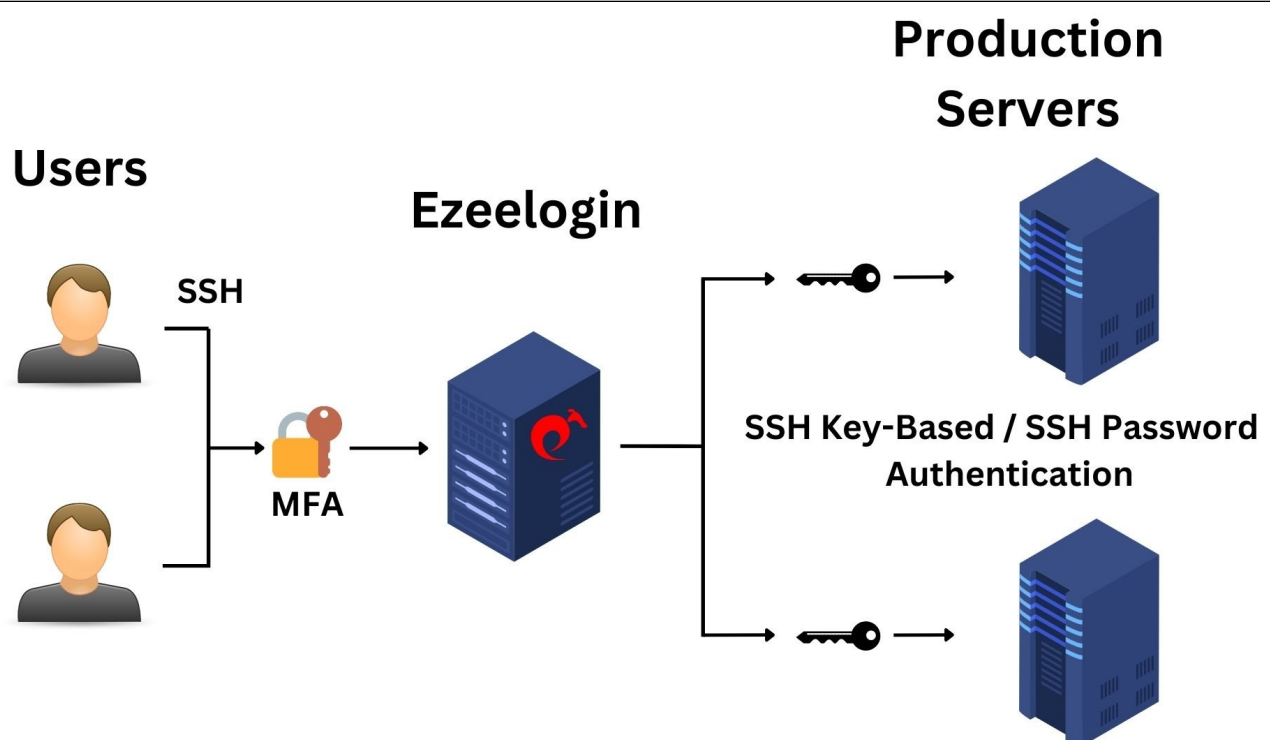 Production
Servers
Users
Ezeelogin
SSH
MFA
SSH Key-Based / SSH Password
Authentication